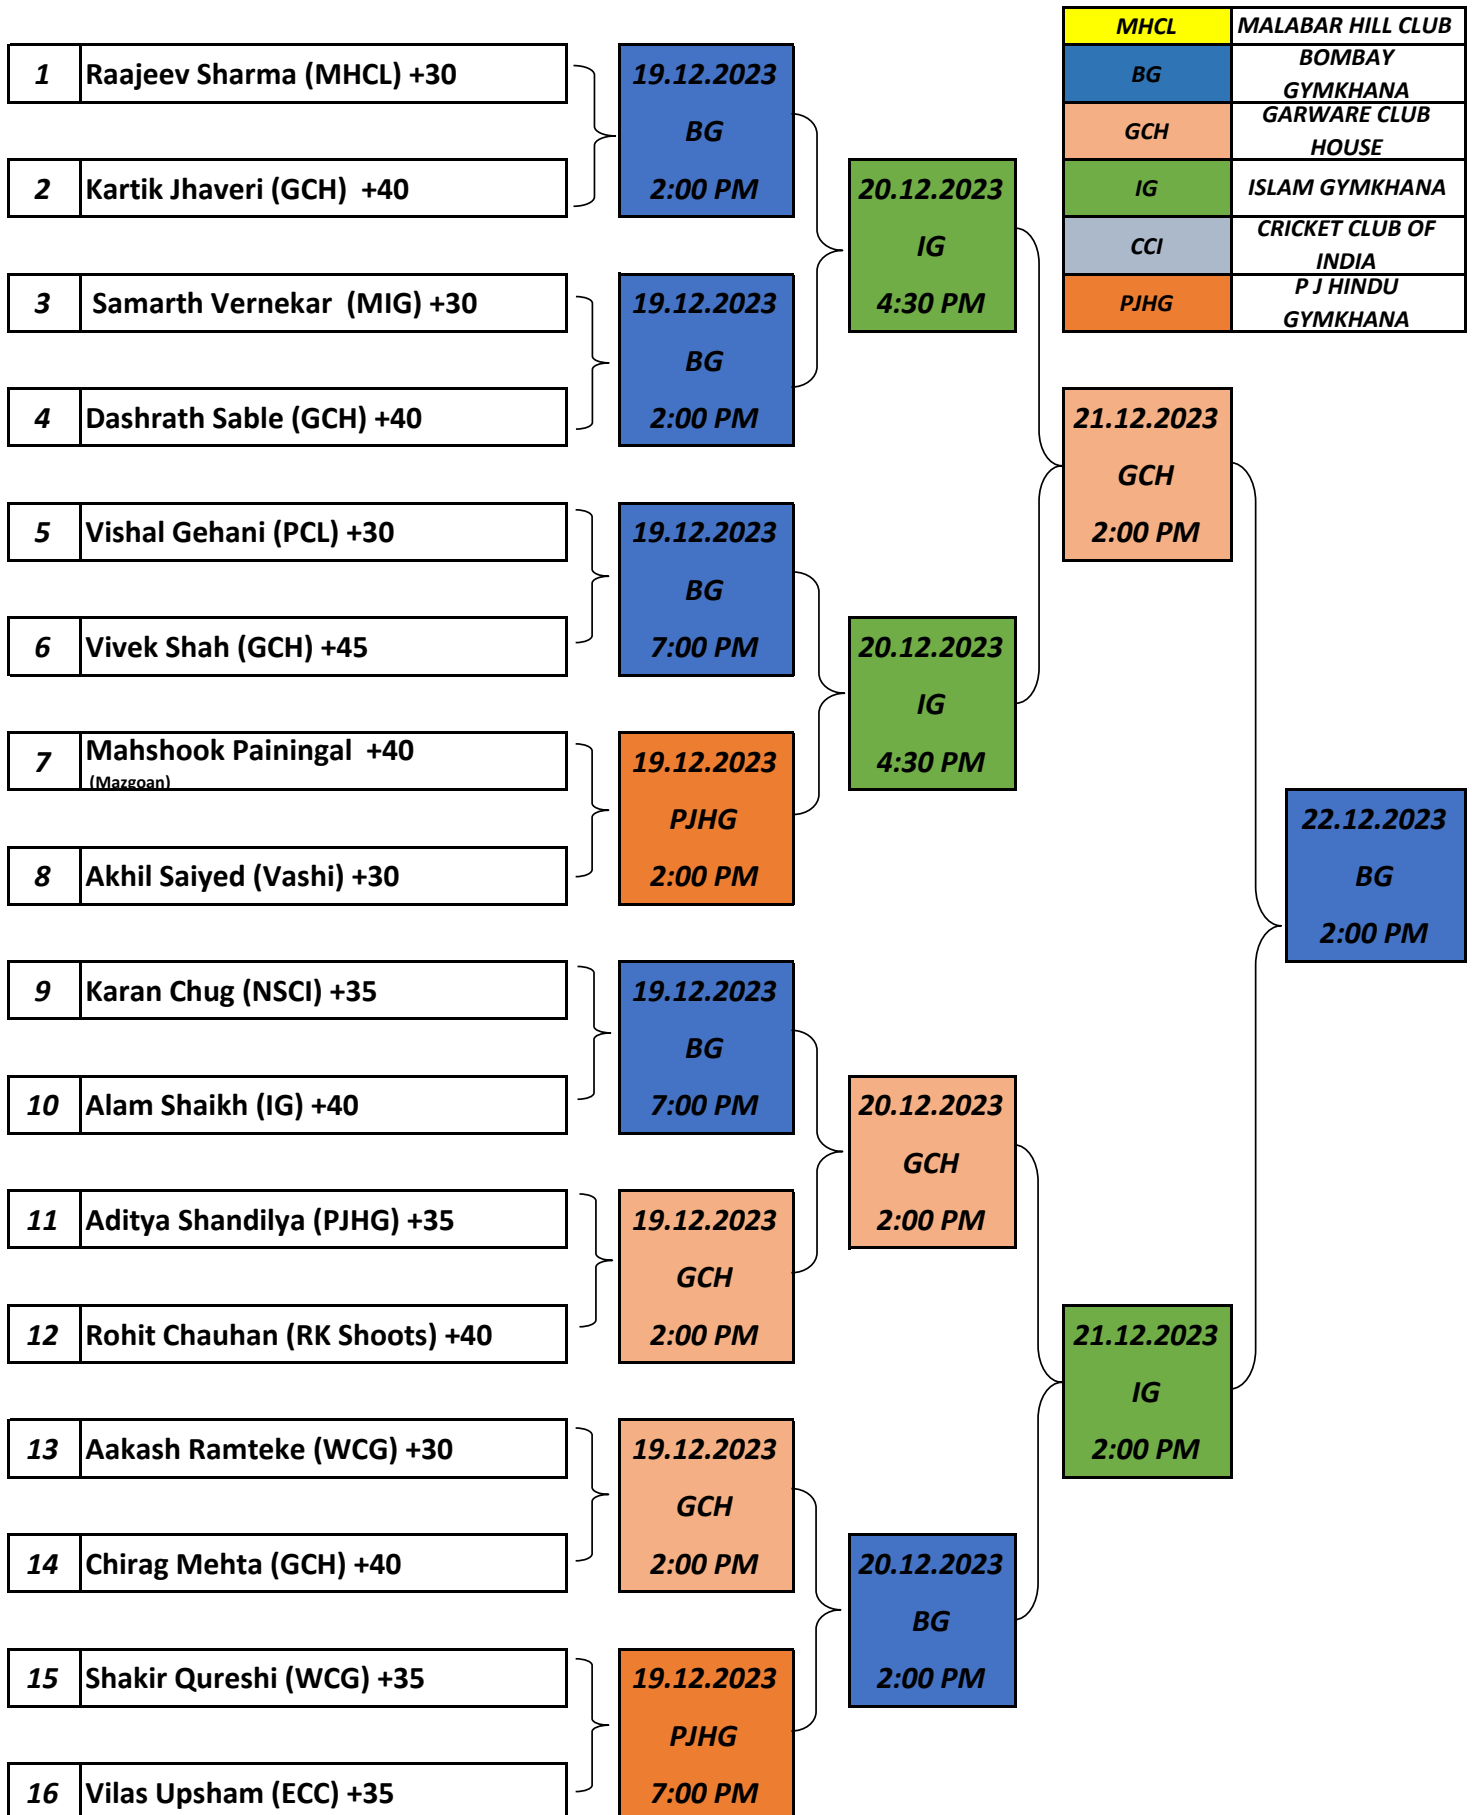 MHCL MALABAR HILL CLUB
BG BOMBAY
GYMKHANA
GCH GARWARE CLUB
HOUSE
IG ISLAM GYMKHANA
CCI CRICKET CLUB OF
INDIA
PJHG P J HINDU
GYMKHANA
1 Raajeev Sharma (MHCL) +30
2 Kartik Jhaveri (GCH) +40
3 Samarth Vernekar (MIG) +30
4 Dashrath Sable (GCH) +40
5 Vishal Gehani (PCL) +30
6 Vivek Shah (GCH) +45
7 Mahshook Painingal +40
(Mazgoan)
8 Akhil Saiyed (Vashi) +30
9 Karan Chug (NSCI) +35
10 Alam Shaikh (IG) +40
11 Aditya Shandilya (PJHG) +35
12 Rohit Chauhan (RK Shoots) +40
13 Aakash Ramteke (WCG) +30
14 Chirag Mehta (GCH) +40
15 Shakir Qureshi (WCG) +35
16 Vilas Upsham (ECC) +35
19.12.2023
BG
2:00 PM
19.12.2023
BG
2:00 PM
19.12.2023
BG
7:00 PM
19.12.2023
PJHG
2:00 PM
19.12.2023
BG
7:00 PM
19.12.2023
GCH
2:00 PM
19.12.2023
GCH
2:00 PM
19.12.2023
PJHG
7:00 PM
20.12.2023
IG
4:30 PM
20.12.2023
IG
4:30 PM
20.12.2023
GCH
2:00 PM
20.12.2023
BG
2:00 PM
21.12.2023
GCH
2:00 PM
21.12.2023
IG
2:00 PM
22.12.2023
BG
2:00 PM